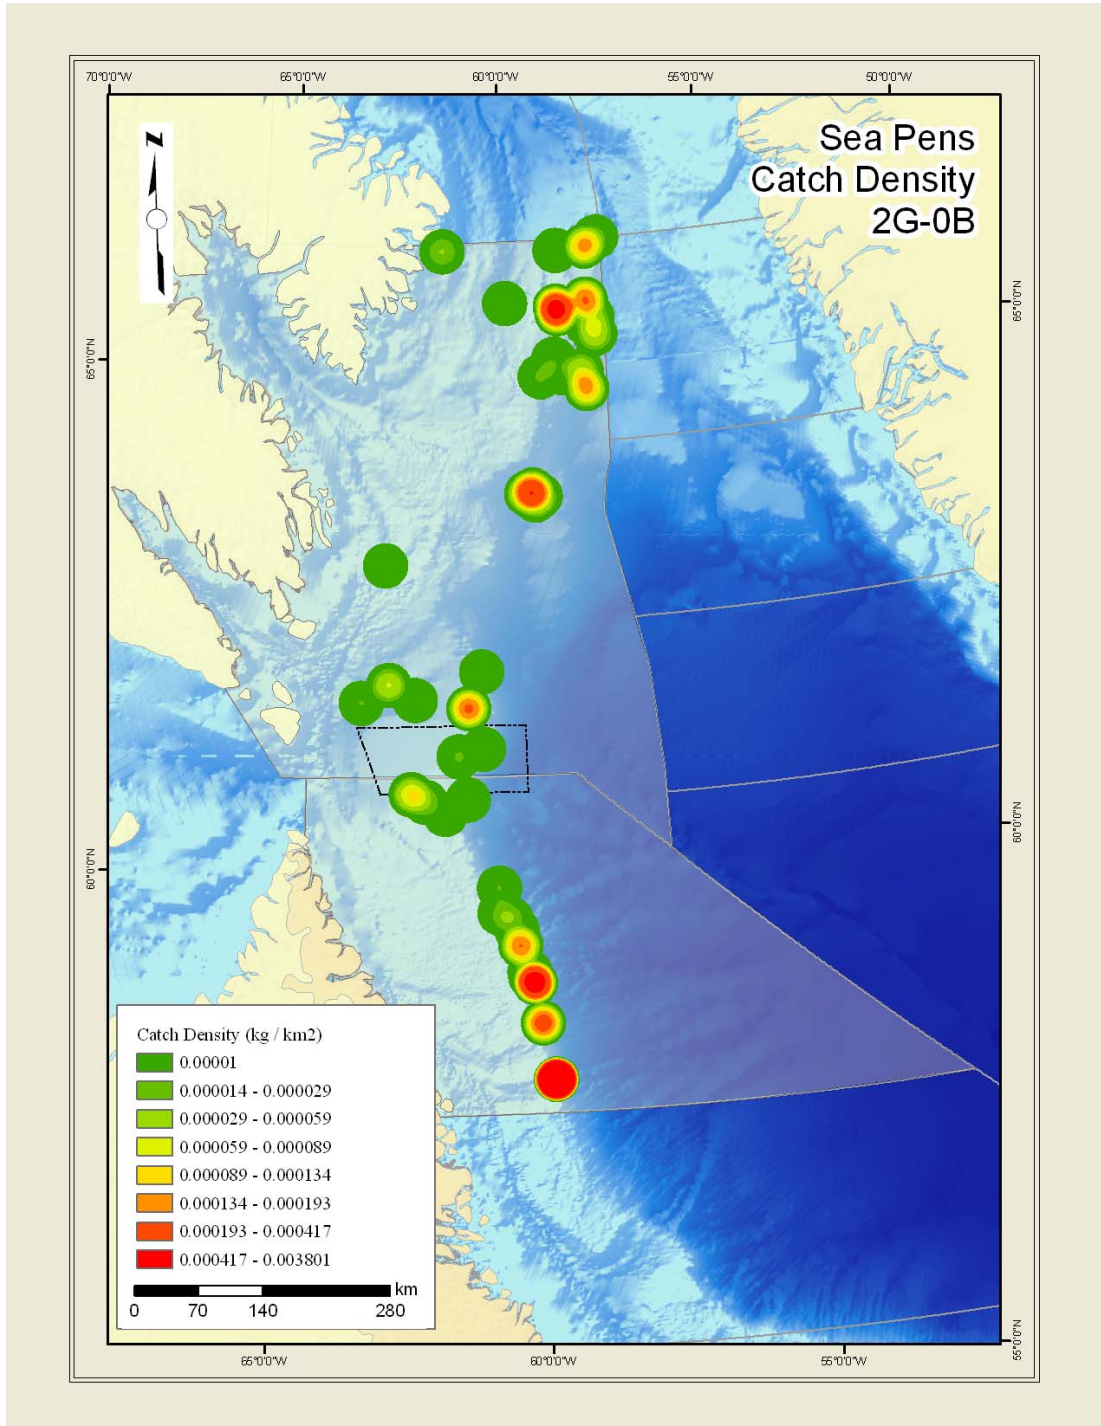 70°0'0"W 65°0'0"W 60°0'0"W 55°0'0"W 50°0'0"W
Sea Pens
Catch Density
2G-0B
N
65°0'0"N
65°0'0"N
60°0'0"N
60°0'0"N
Catch Density (kg / km2)
0.00001
0.000014 - 0.000029
0.000029 - 0.000059
0.000059 - 0.000089
0.000089 - 0.000134
0.000134 - 0.000193
0.000193 - 0.000417
0.000417 - 0.003801
km
0 70 140 280
55°0'0"N
65°0'0"W 60°0'0"W 55°0'0"W